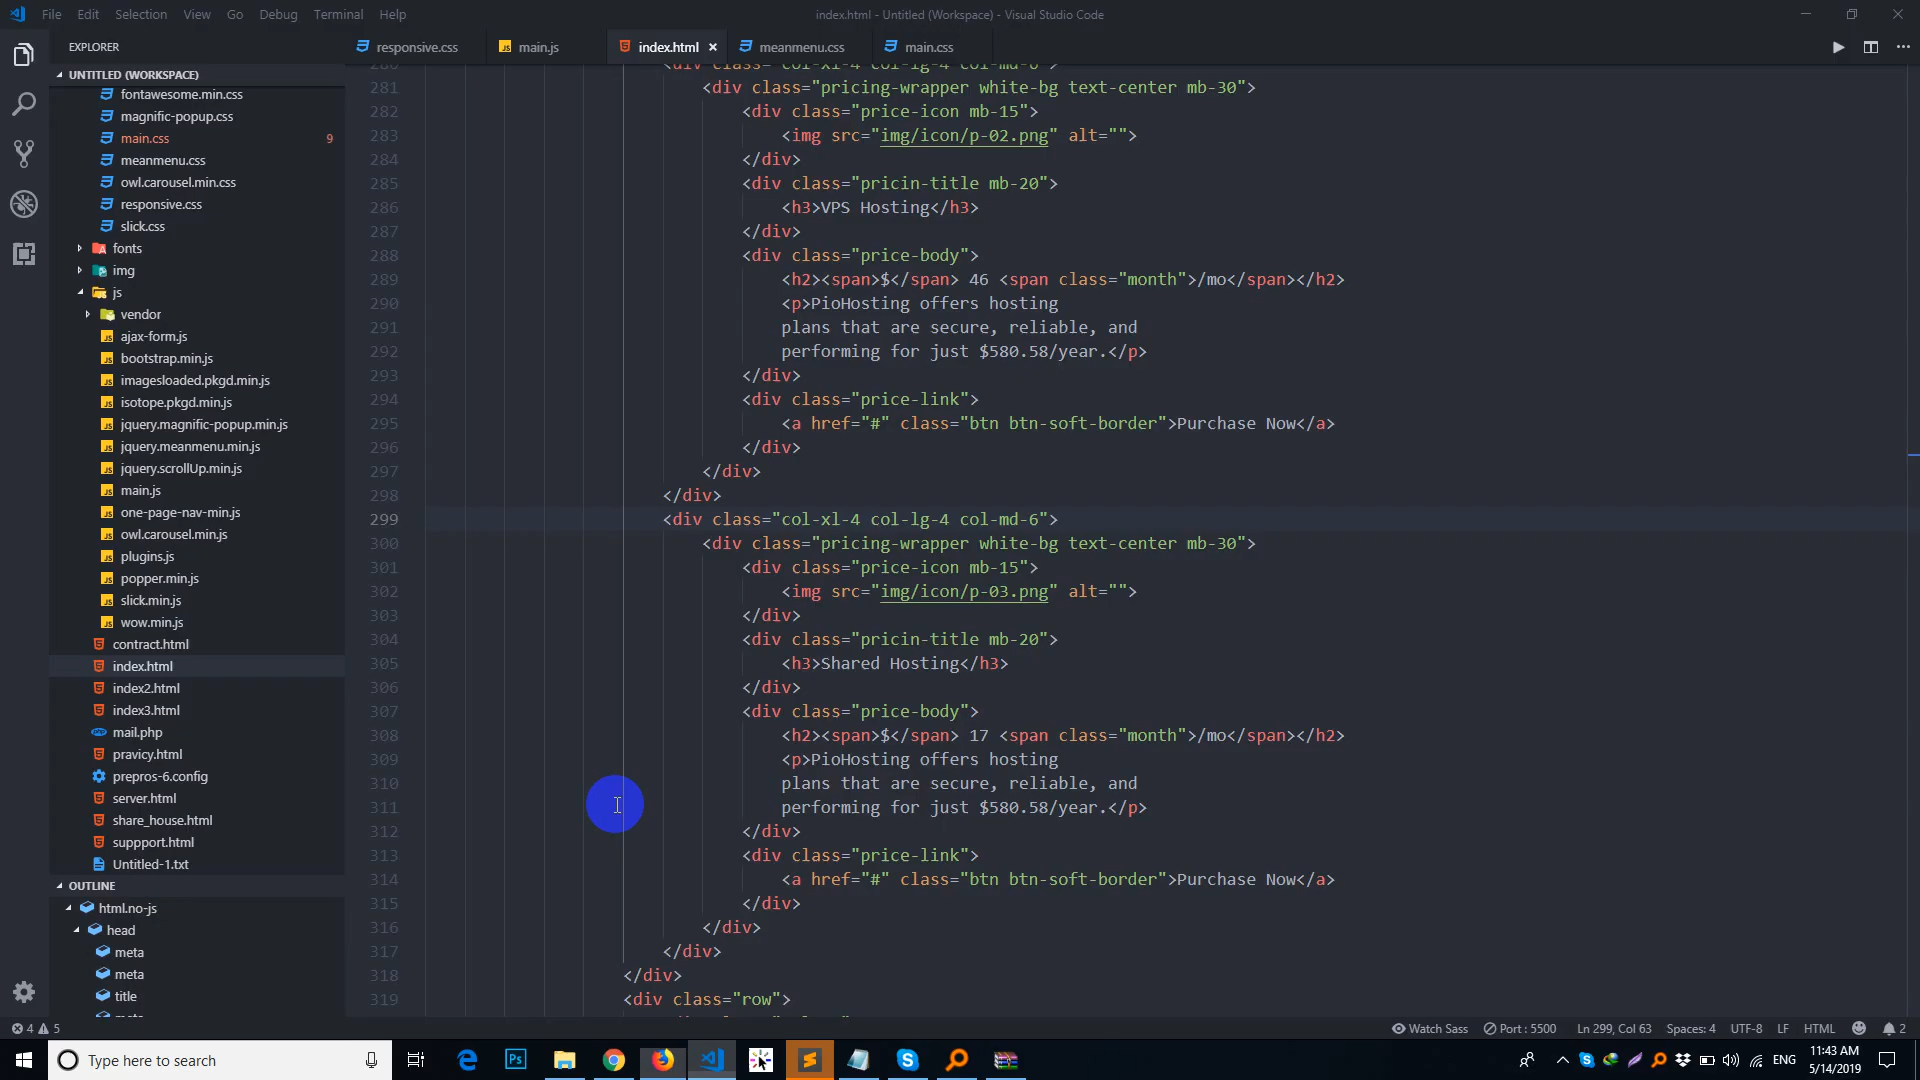 File Edit Selection View Go Debug Terminal Help
index.html - Untitled (Workspace) - Visual Studio Code
EXPLORER
responsive.css
main.js
index.html
meanmenu.css
main.css
UNTITLED (WORKSPACE)
fontawesome.min.css
magnific-popup.css
main.css 9
meanmenu.css
owl.carousel.min.css
responsive.css
slick.css
fonts
img
js
vendor
ajax-form.js
bootstrap.min.js
imagesloaded.pkgd.min.js
isotope.pkgd.min.js
jquery.magnific-popup.min.js
jquery.meanmenu.min.js
jquery.scrollUp.min.js
main.js
one-page-nav-min.js
owl.carousel.min.js
plugins.js
popper.min.js
slick.min.js
wow.min.js
contract.html
index.html
index2.html
index3.html
mail.php
pravicy.html
prepros-6.config
server.html
share_house.html
suppport.html
Untitled-1.txt
OUTLINE
html.no-js
head
meta
meta
title
280 <div class="col-xl-4 col-lg-4 col-md-6">
281 <div class="pricing-wrapper white-bg text-center mb-30">
282 <div class="price-icon mb-15">
283 <img src="img/icon/p-02.png" alt="">
284 </div>
285 <div class="pricin-title mb-20">
286 <h3>VPS Hosting</h3>
287 </div>
288 <div class="price-body">
289 <h2><span>$</span> 46 <span class="month">/mo</span></h2>
290 <p>PioHosting offers hosting
291 plans that are secure, reliable, and
292 performing for just $580.58/year.</p>
293 </div>
294 <div class="price-link">
295 <a href="#" class="btn btn-soft-border">Purchase Now</a>
296 </div>
297 </div>
298 </div>
299 <div class="col-xl-4 col-lg-4 col-md-6">
300 <div class="pricing-wrapper white-bg text-center mb-30">
301 <div class="price-icon mb-15">
302 <img src="img/icon/p-03.png" alt="">
303 </div>
304 <div class="pricin-title mb-20">
305 <h3>Shared Hosting</h3>
306 </div>
307 <div class="price-body">
308 <h2><span>$</span> 17 <span class="month">/mo</span></h2>
309 <p>PioHosting offers hosting
310 plans that are secure, reliable, and
311 performing for just $580.58/year.</p>
312 </div>
313 <div class="price-link">
314 <a href="#" class="btn btn-soft-border">Purchase Now</a>
315 </div>
316 </div>
317 </div>
318 </div>
319 <div class="row">
4 5
Watch Sass Port : 5500 Ln 299, Col 63 Spaces: 4 UTF-8 LF HTML 2
Type here to search
ENG
11:43 AM
5/14/2019